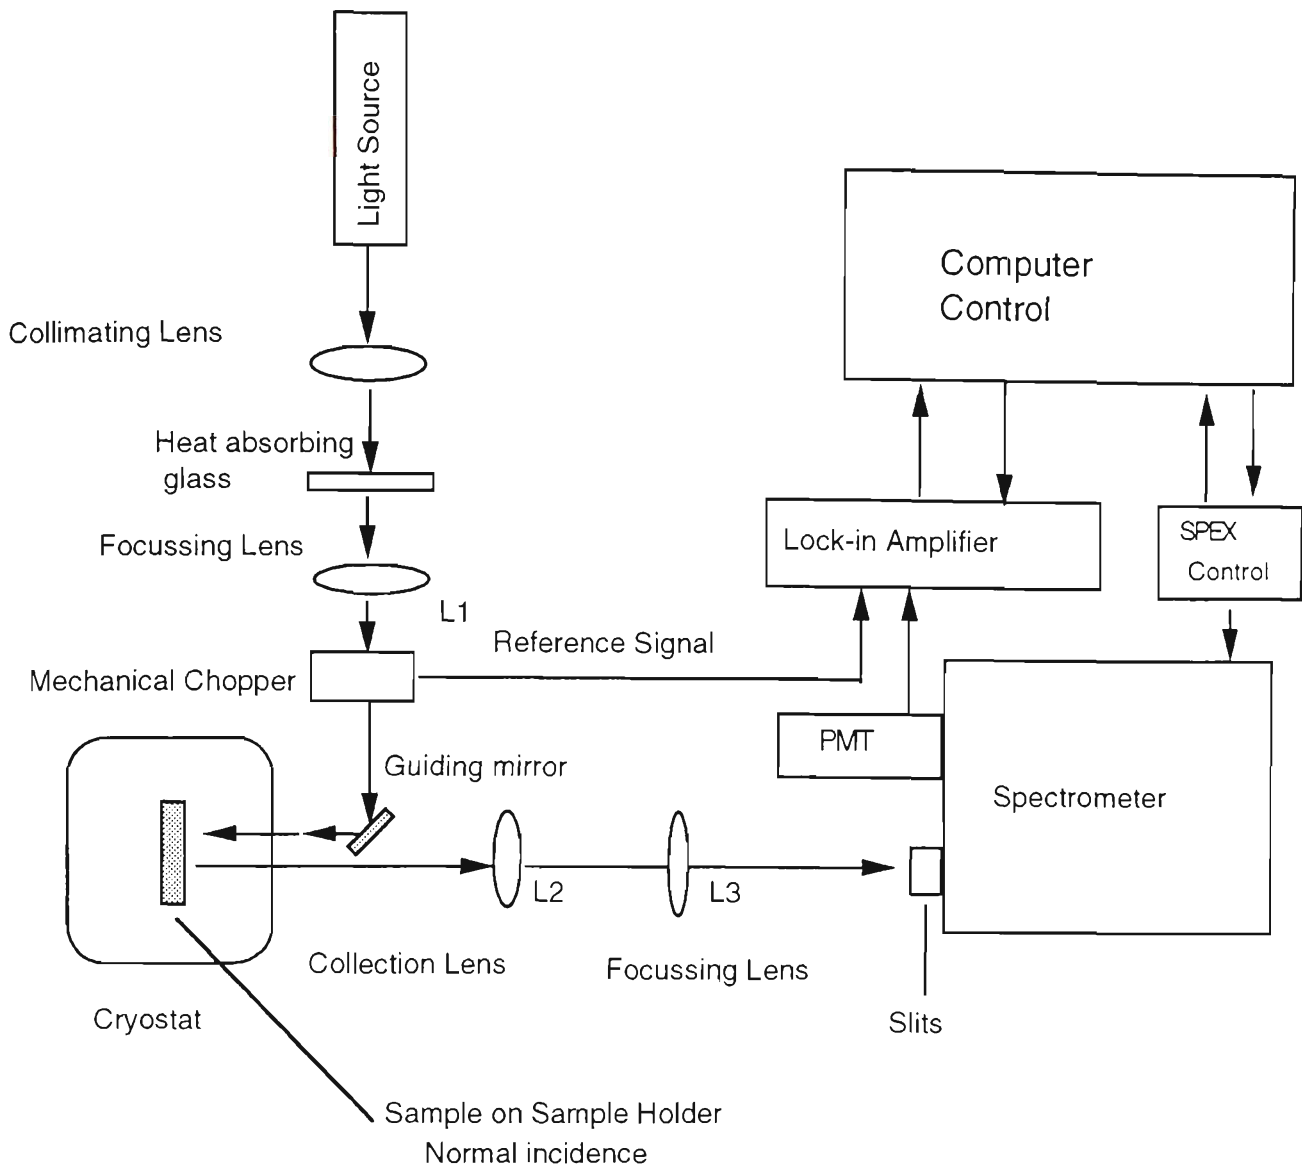 Light Source
Collimating Lens
Heat absorbing
glass
Focussing Lens
L1
Mechanical Chopper
Reference Signal
Guiding mirror
Computer
Control
Lock-in Amplifier
SPEX
Control
PMT
Spectrometer
L2
L3
Collection Lens
Focussing Lens
Cryostat
Slits
Sample on Sample Holder
Normal incidence